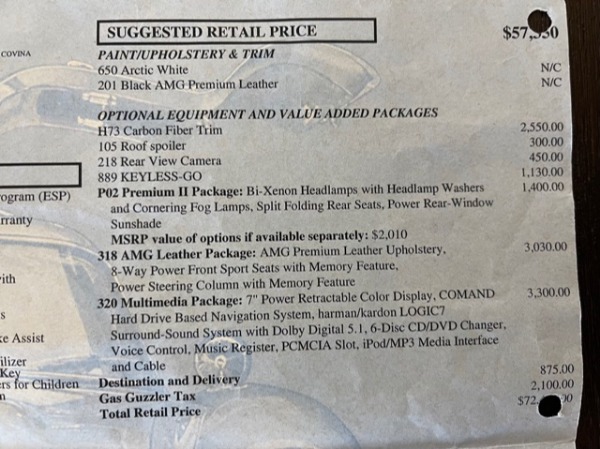 SUGGESTED RETAIL PRICE
COVINA
PAINT/UPHOLSTERY & TRIM
650 Arctic White N/C
201 Black AMG Premium Leather N/C
OPTIONAL EQUIPMENT AND VALUE ADDED PACKAGES
H73 Carbon Fiber Trim 2,550.00
105 Roof spoiler 300.00
218 Rear View Camera 450.00
889 KEYLESS-GO 1,130.00
P02 Premium II Package: Bi-Xenon Headlamps with Headlamp Washers 1,400.00
and Cornering Fog Lamps, Split Folding Rear Seats, Power Rear-Window
Sunshade
MSRP value of options if available separately: $2,010
318 AMG Leather Package: AMG Premium Leather Upholstery, 3,030.00
8-Way Power Front Sport Seats with Memory Feature,
Power Steering Column with Memory Feature
320 Multimedia Package: 7" Power Retractable Color Display, COMAND 3,300.00
Hard Drive Based Navigation System, harman/kardon LOGIC7
Surround-Sound System with Dolby Digital 5.1, 6-Disc CD/DVD Changer,
Voice Control, Music Register, PCMCIA Slot, iPod/MP3 Media Interface
and Cable
Destination and Delivery 875.00
Gas Guzzler Tax 2,100.00
Total Retail Price
ogram (ESP)
rranty
ith
s
ke Assist
ilizer
Key
ers for Children
n